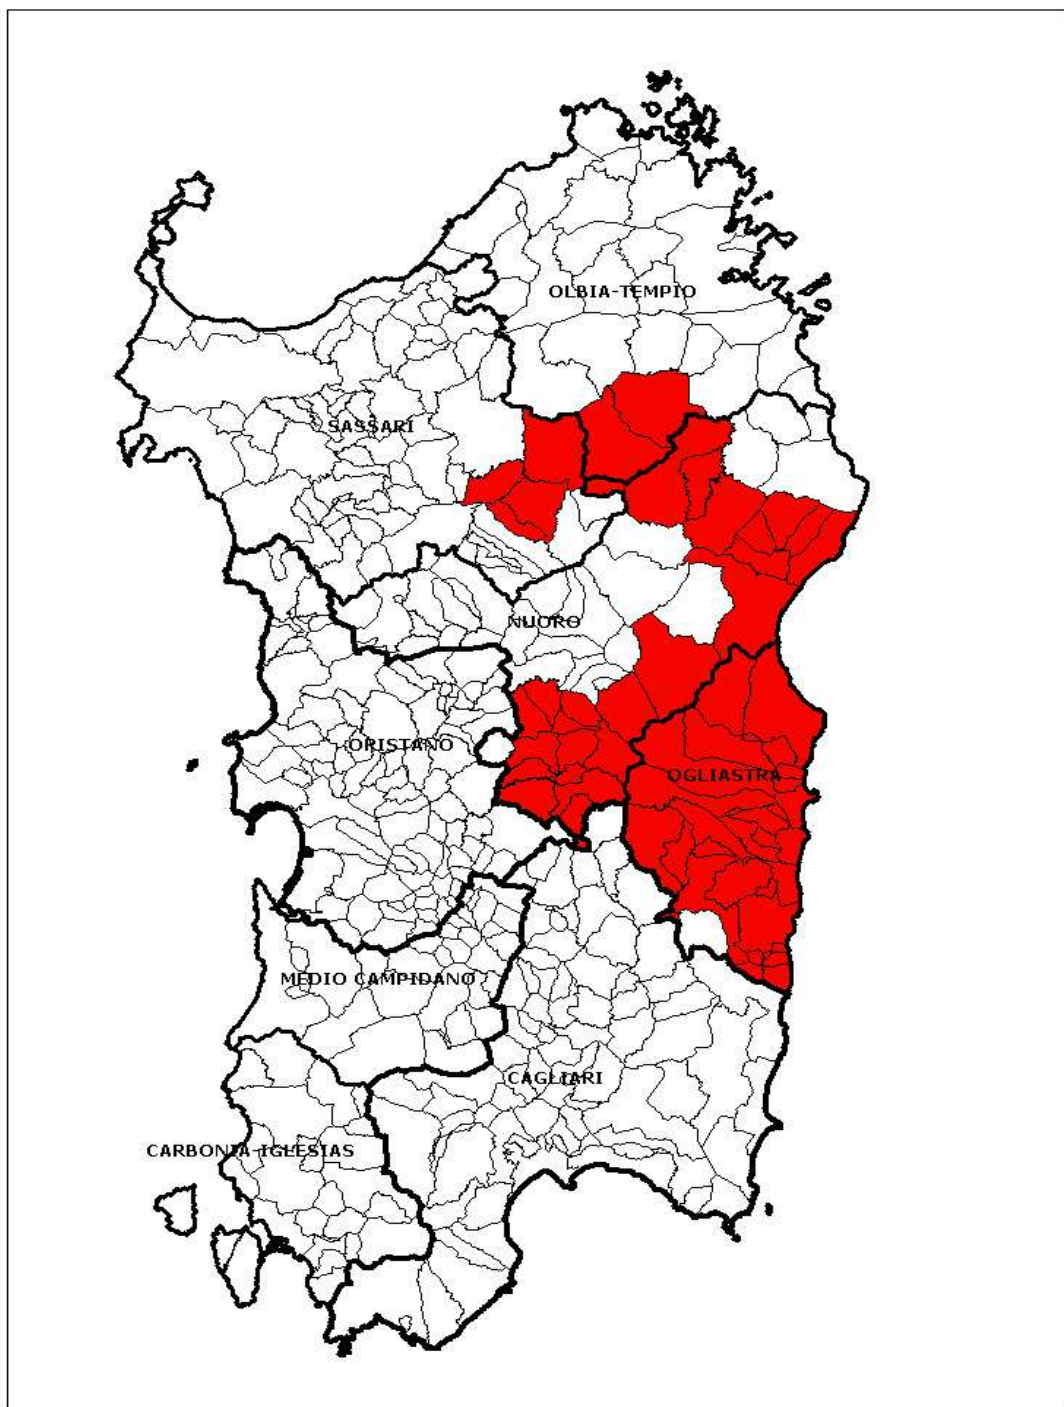 OLBIA-TEMPIO
SASSARI
NUORO
ORISTANO
OGLIASTRA
MEDIO CAMPIDANO
CAGLIARI
CARBONIA-IGLESIAS